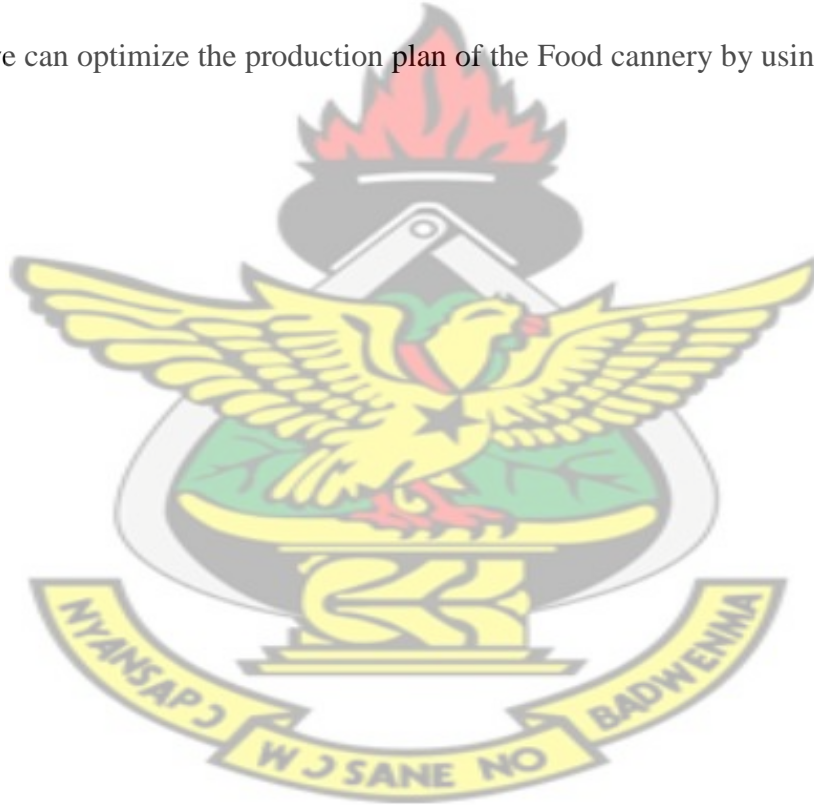 e can optimize the production plan of the Food cannery by usin
NYANSAPƆ
WƆSANE NO
BADWENMA